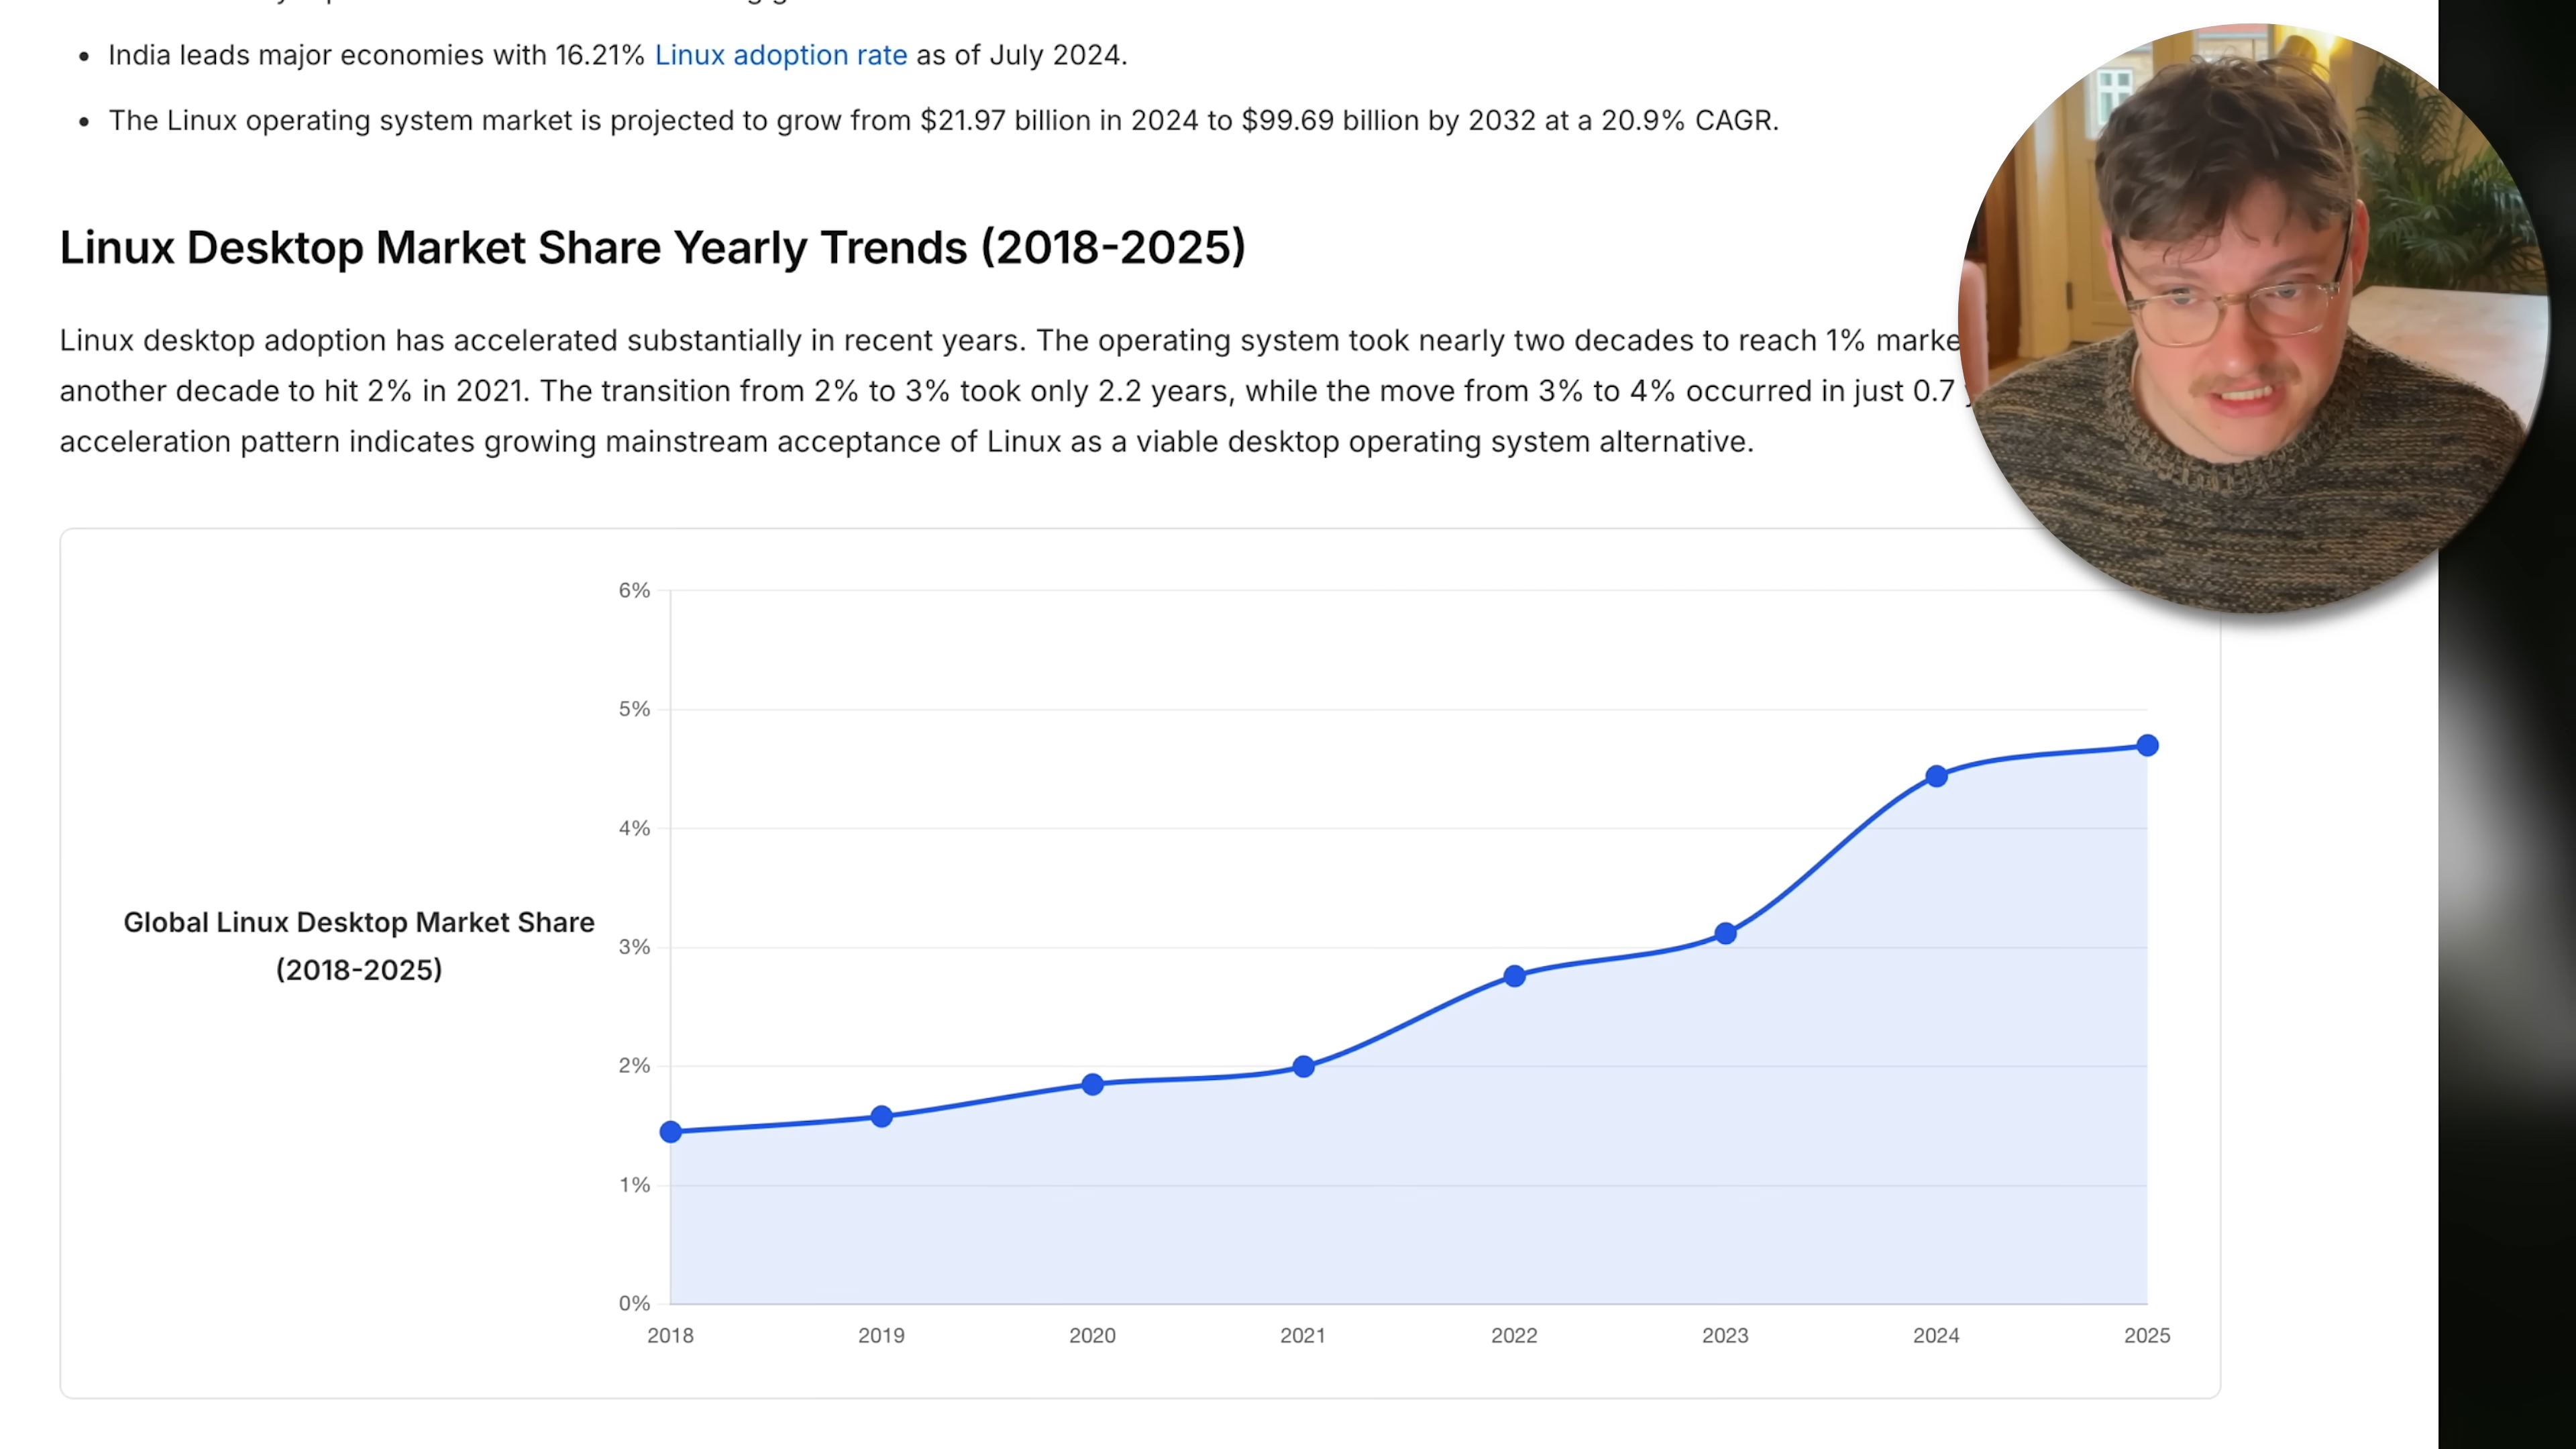 India leads major economies with 16.21% Linux adoption rate as of July 2024.
The Linux operating system market is projected to grow from $21.97 billion in 2024 to $99.69 billion by 2032 at a 20.9% CAGR.
Linux Desktop Market Share Yearly Trends (2018-2025)
Linux desktop adoption has accelerated substantially in recent years. The operating system took nearly two decades to reach 1% marke
another decade to hit 2% in 2021. The transition from 2% to 3% took only 2.2 years, while the move from 3% to 4% occurred in just 0.7
acceleration pattern indicates growing mainstream acceptance of Linux as a viable desktop operating system alternative.
6%
5%
4%
Global Linux Desktop Market Share
(2018-2025)
3%
2%
1%
0%
2018 2019 2020 2021 2022 2023 2024 2025